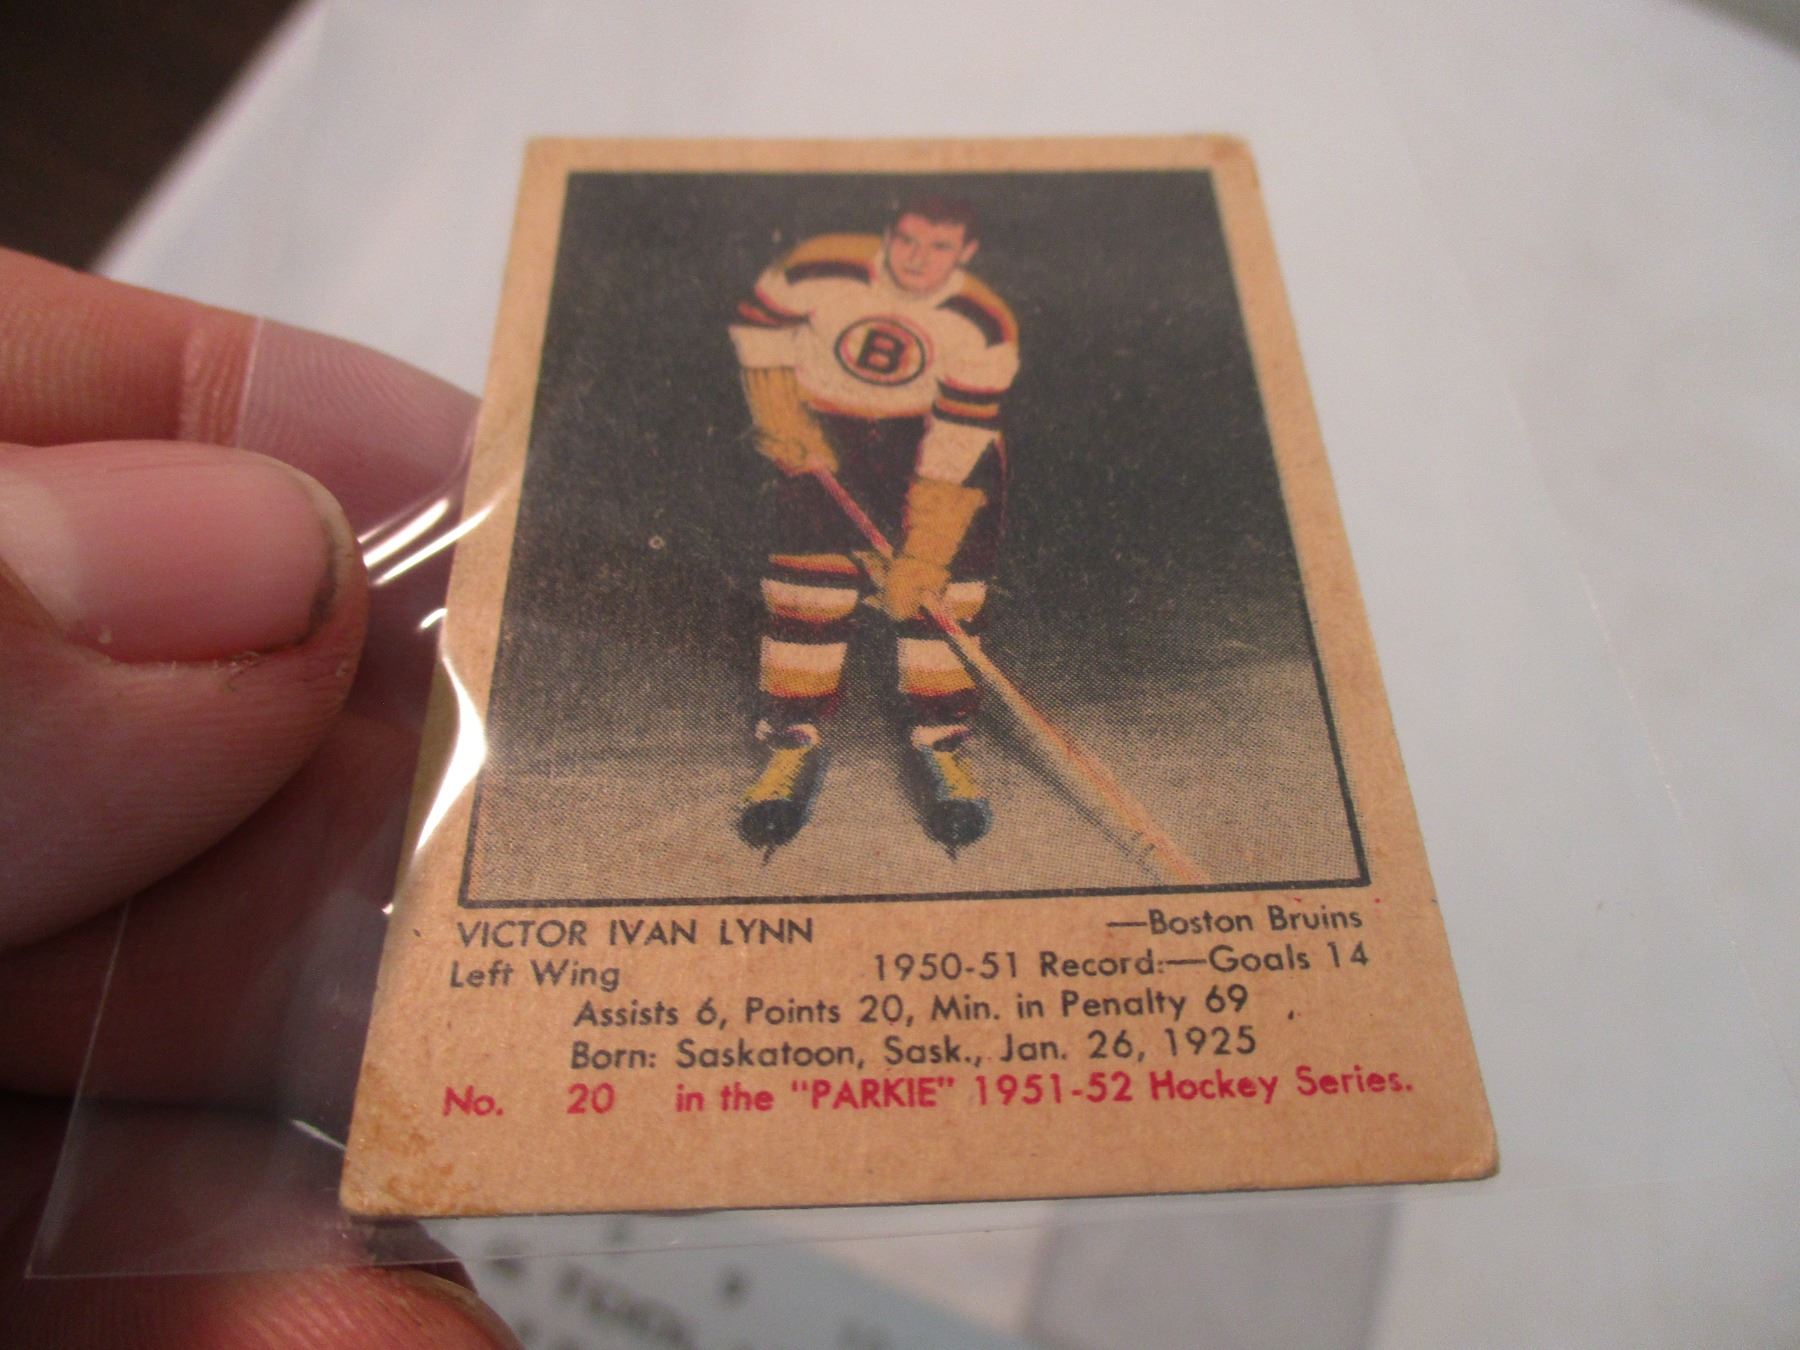 B
VICTOR IVAN LYNN —Boston Bruins
Left Wing 1950-51 Record:—Goals 14
Assists 6, Points 20, Min. in Penalty 69
Born: Saskatoon, Sask., Jan. 26, 1925
No. 20 in the "PARKIE" 1951-52 Hockey Series.